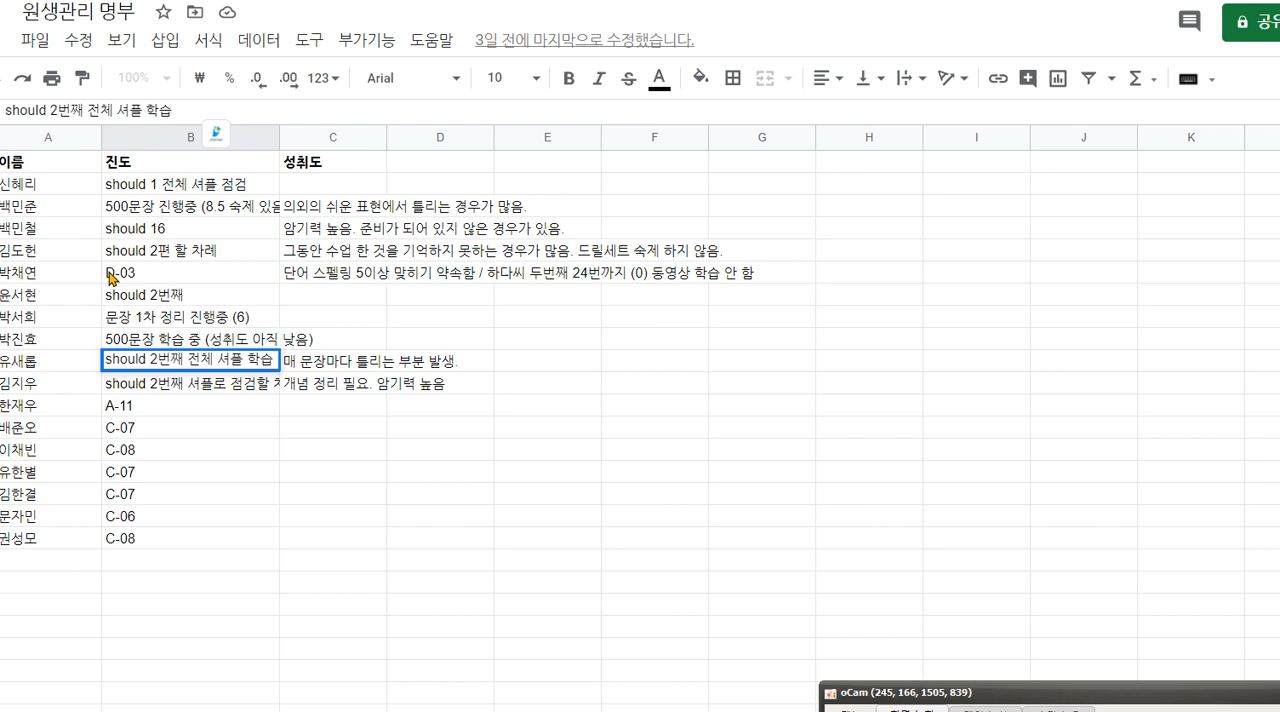 원생관리 명부
파일 수정 보기 삽입 서식 데이터 도구 부가기능 도움말 3일 전에 마지막으로 수정했습니다.
공유
100% ₩ % .0 .00 123 Arial 10 B I S A
should 2번째 전체 셔플 학습
A B C D E F G H I J K
이름 진도 성취도
신혜리 should 1 전체 셔플 점검
백민준 500문장 진행중 (8.5 숙제 있음 의외의 쉬운 표현에서 틀리는 경우가 많음.
백민철 should 16 암기력 높음. 준비가 되어 있지 않은 경우가 있음.
김도헌 should 2편 할 차례 그동안 수업 한 것을 기억하지 못하는 경우가 많음. 드릴세트 숙제 하지 않음.
박채연 D-03 단어 스펠링 5이상 맞히기 약속함 / 하다씨 두번째 24번까지 (0) 동영상 학습 안 함
윤서현 should 2번째
박서희 문장 1차 정리 진행중 (6)
박진효 500문장 학습 중 (성취도 아직 낮음)
유새롭 should 2번째 전체 셔플 학습 매 문장마다 틀리는 부분 발생.
김지우 should 2번째 셔플로 점검할 개념 정리 필요. 암기력 높음
한재우 A-11
배준오 C-07
이채빈 C-08
유한별 C-07
김한결 C-07
문자민 C-06
권성모 C-08
oCam (245, 166, 1505, 839)